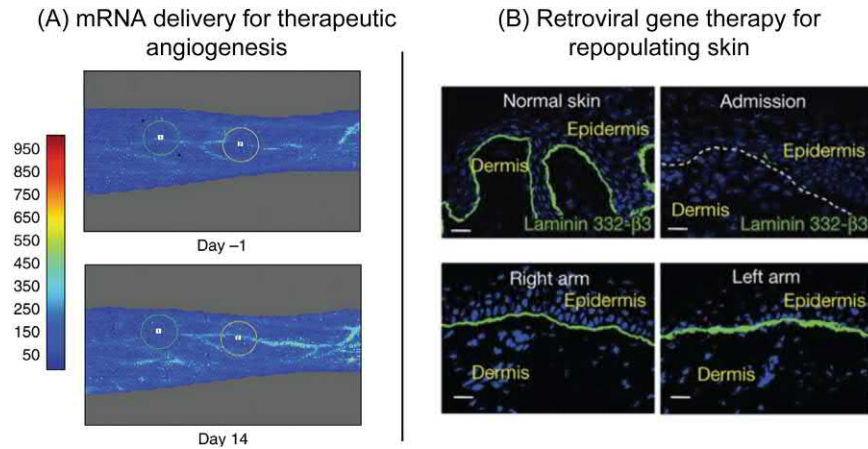 (A) mRNA delivery for therapeutic
angiogenesis
950
850
750
650
550
450
350
250
150
50
Day –1
Day 14
(B) Retroviral gene therapy for
repopulating skin
Normal skin
Epidermis
Dermis
Laminin 332-β3
Admission
Epidermis
Dermis
Laminin 332-β3
Right arm
Epidermis
Dermis
Left arm
Epidermis
Dermis